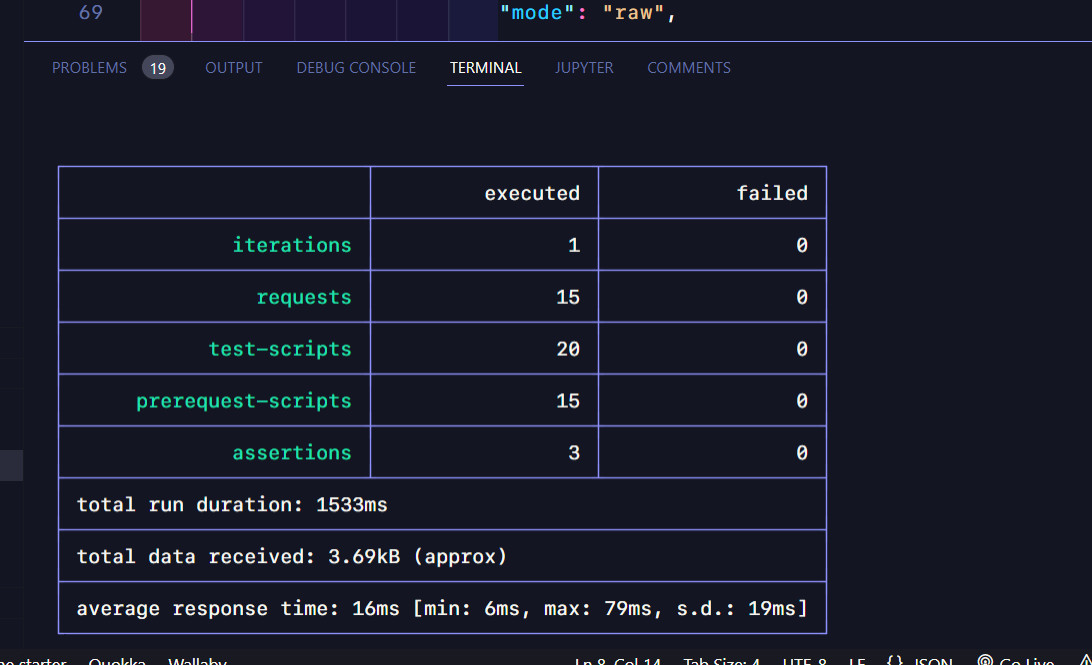 69 "mode": "raw",
PROBLEMS 19 OUTPUT DEBUG CONSOLE TERMINAL JUPYTER COMMENTS
executed failed
iterations 1 0
requests 15 0
test-scripts 20 0
prerequest-scripts 15 0
assertions 3 0
total run duration: 1533ms
total data received: 3.69kB (approx)
average response time: 16ms [min: 6ms, max: 79ms, s.d.: 19ms]
starter Quokka Wallaby Ln 8, Col 14 Tab Size: 4 UTF-8 LF {} JSON Go Live